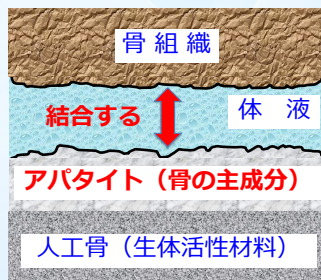 骨 組 織
結合する
体　液
アパタイト（骨の主成分）
人工骨（生体活性材料）